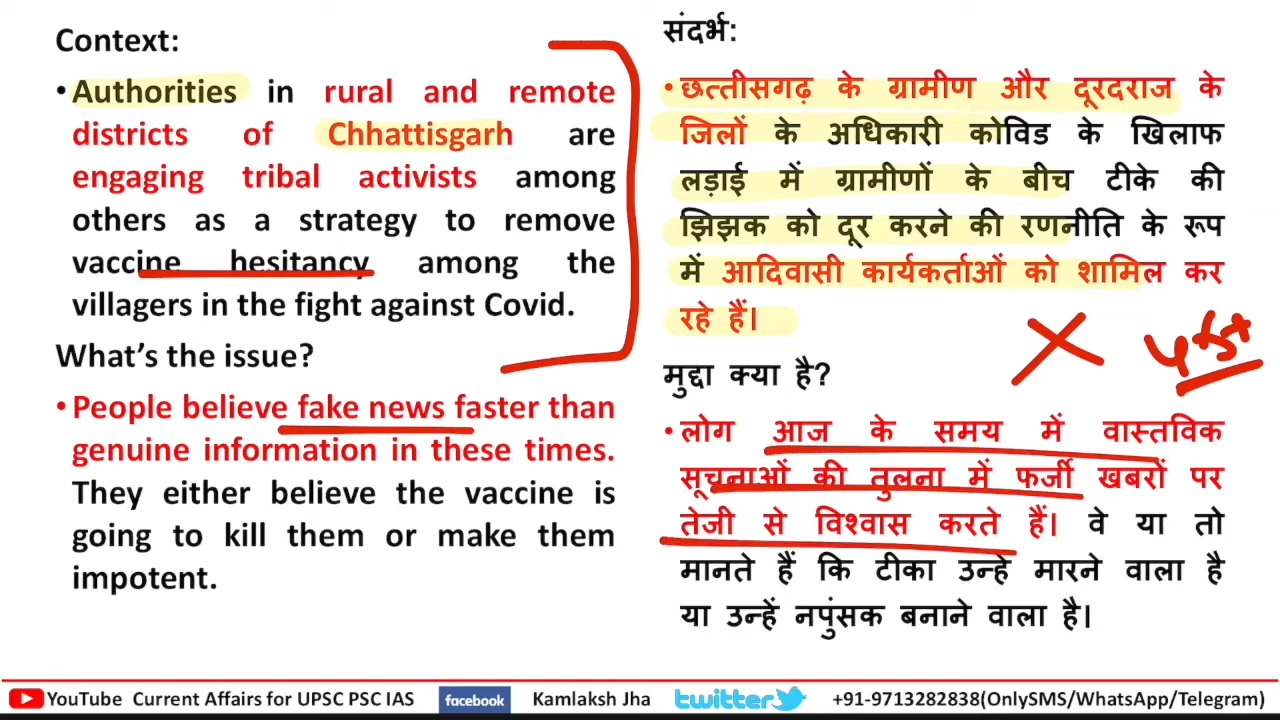 Context:
• Authorities in rural and remote
districts of Chhattisgarh are
engaging tribal activists among
others as a strategy to remove
vaccine hesitancy among the
villagers in the fight against Covid.
What's the issue?
• People believe fake news faster than
genuine information in these times.
They either believe the vaccine is
going to kill them or make them
impotent.
संदर्भ:
• छत्तीसगढ़ के ग्रामीण और दूरदराज के
जिलों के अधिकारी कोविड के खिलाफ
लड़ाई में ग्रामीणों के बीच टीके की
झिझक को दूर करने की रणनीति के रूप
में आदिवासी कार्यकर्ताओं को शामिल कर
रहे हैं।
मुद्दा क्या है?
• लोग आज के समय में वास्तविक
सूचनाओं की तुलना में फर्जी खबरों पर
तेजी से विश्वास करते हैं। वे या तो
मानते हैं कि टीका उन्हे मारने वाला है
या उन्हें नपुंसक बनाने वाला है।
YouTube Current Affairs for UPSC PSC IAS facebook Kamlaksh Jha twitter +91-9713282838(OnlySMS/WhatsApp/Telegram)